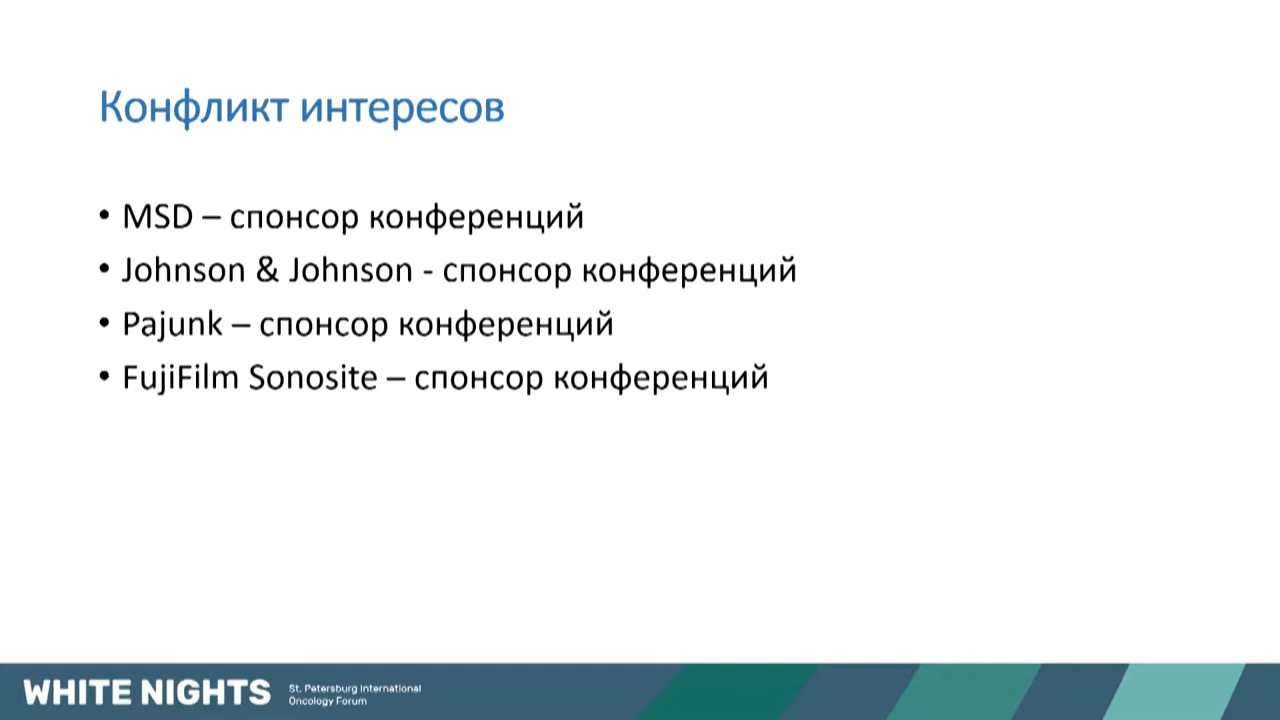 Конфликт интересов
• MSD – спонсор конференций
• Johnson & Johnson - спонсор конференций
• Pajunk – спонсор конференций
• FujiFilm Sonosite – спонсор конференций
WHITE NIGHTS
St. Petersburg International
Oncology Forum